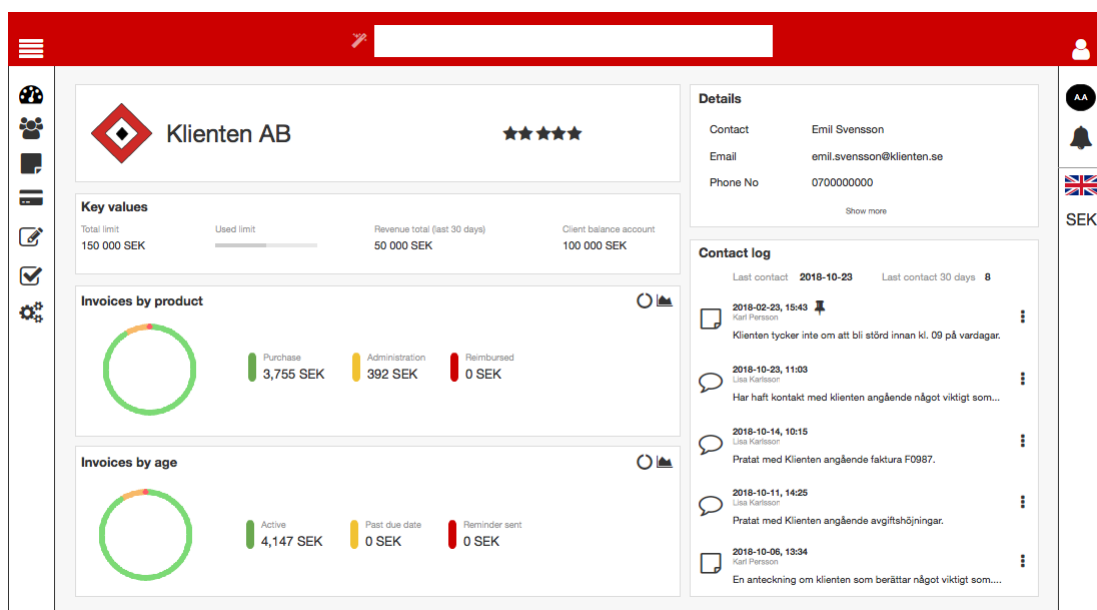 Klienten AB
Key values
Total limit Used limit Revenue total (last 30 days) Client balance account
150 000 SEK 50 000 SEK 100 000 SEK
Invoices by product
Purchase Administration Reimbursed
3,755 SEK 392 SEK 0 SEK
Invoices by age
Active Past due date Reminder sent
4,147 SEK 0 SEK 0 SEK
Details
Contact Emil Svensson
Email emil.svensson@klienten.se
Phone No 0700000000
Show more
Contact log
Last contact 2018-10-23 Last contact 30 days 8
2018-02-23, 15:43
Karl Persson
Klienten tycker inte om att bli störd innan kl. 09 på vardagar.
2018-10-23, 11:03
Lisa Karlsson
Har haft kontakt med klienten angående något viktigt som...
2018-10-14, 10:15
Lisa Karlsson
Pratat med Klienten angående faktura F0987.
2018-10-11, 14:25
Lisa Karlsson
Pratat med Klienten angående avgiftshöjningar.
2018-10-06, 13:34
Karl Persson
En anteckning om klienten som berättar något viktigt som....
AA
SEK